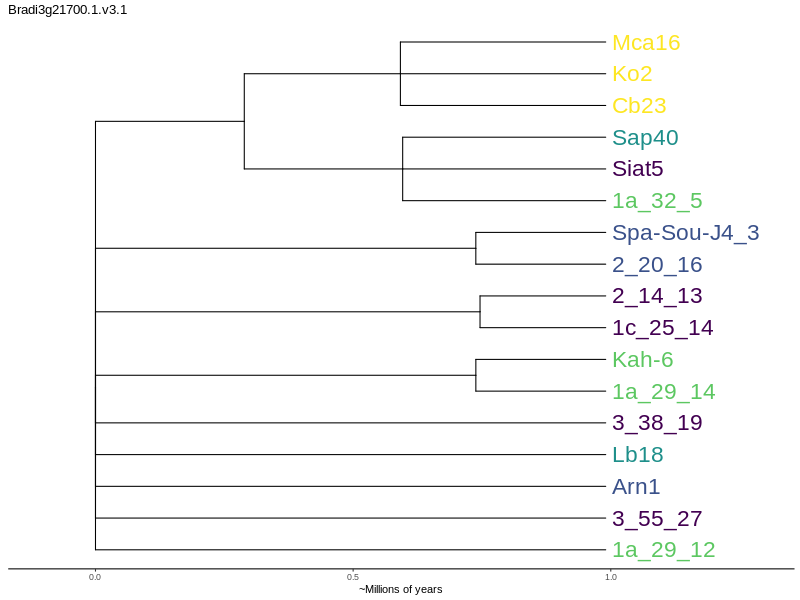 Bradi3g21700.1.v3.1
Mca16
Ko2
Cb23
Sap40
Siat5
1a_32_5
Spa-Sou-J4_3
2_20_16
2_14_13
1c_25_14
Kah-6
1a_29_14
3_38_19
Lb18
Arn1
3_55_27
1a_29_12
0.0 0.5 1.0
~Millions of years